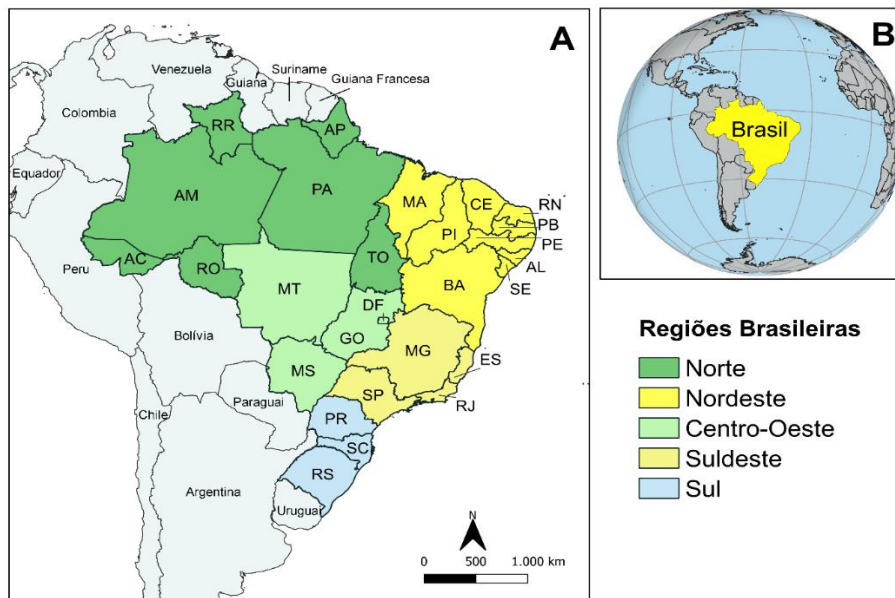 A
Venezuela
Suriname
Guiana
Guiana Francesa
Colombia
RR
AP
Equador
AM
PA
MA
CE
RN
PB
PI
PE
AC
TO
AL
RO
SE
Peru
MT
BA
DF
Bolívia
GO
MG
ES
MS
SP
RJ
Paraguai
Chile
PR
SC
RS
Argentina
Uruguai
N
0 500 1.000 km
B
Brasil
Regiões Brasileiras
Norte
Nordeste
Centro-Oeste
Suldeste
Sul